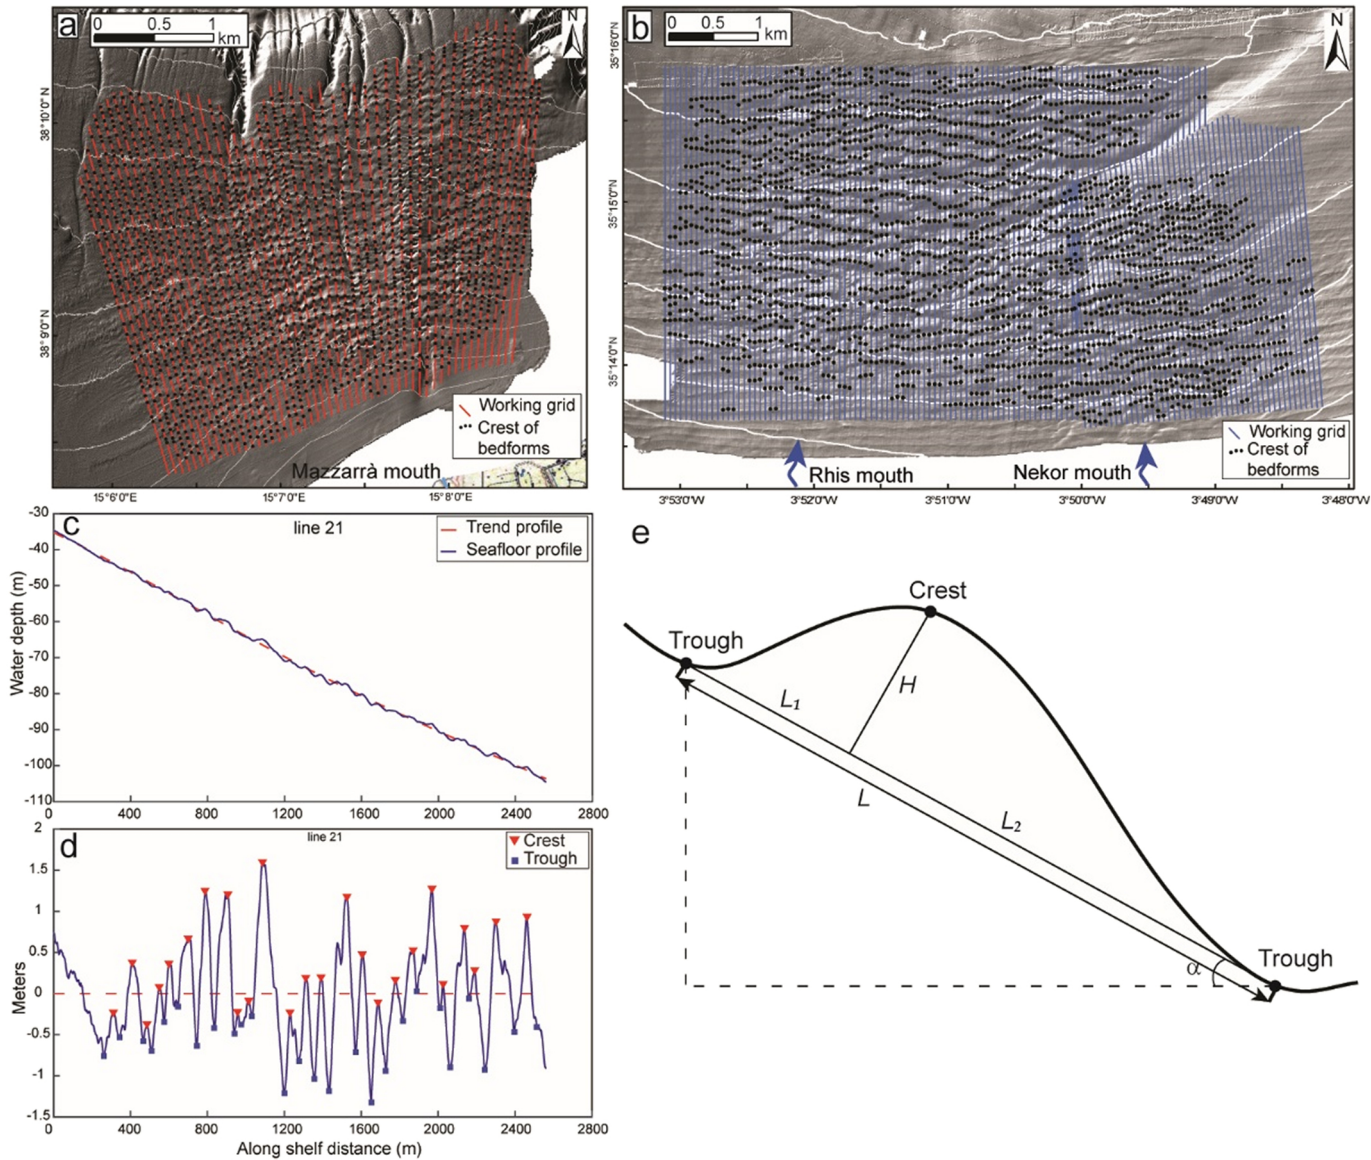 a
0 0.5 1
km
N
38°10'0" N
38°9'0"N
Working grid
Crest of
bedforms
Mazzarrà mouth
15°6'0"E 15°7'0"E 15°8'0"E
b
0 0.5 1
km
N
35°16'0"N
35°15'0"N
35°14'0"N
Working grid
Crest of
bedforms
Rhis mouth
Nekor mouth
3°53'0"W 3°52'0"W 3°51'0"W 3°50'0"W 3°49'0"W 3°48'0"W
c
line 21
Trend profile
Seafloor profile
Water depth (m)
-30
-40
-50
-60
-70
-80
-90
-100
-110
0 400 800 1200 1600 2000 2400 2800
d
line 21
Crest
Trough
Meters
2
1.5
1
0.5
0
-0.5
-1
-1.5
0 400 800 1200 1600 2000 2400 2800
Along shelf distance (m)
e
Crest
Trough
H
L1
L
L2
α
Trough